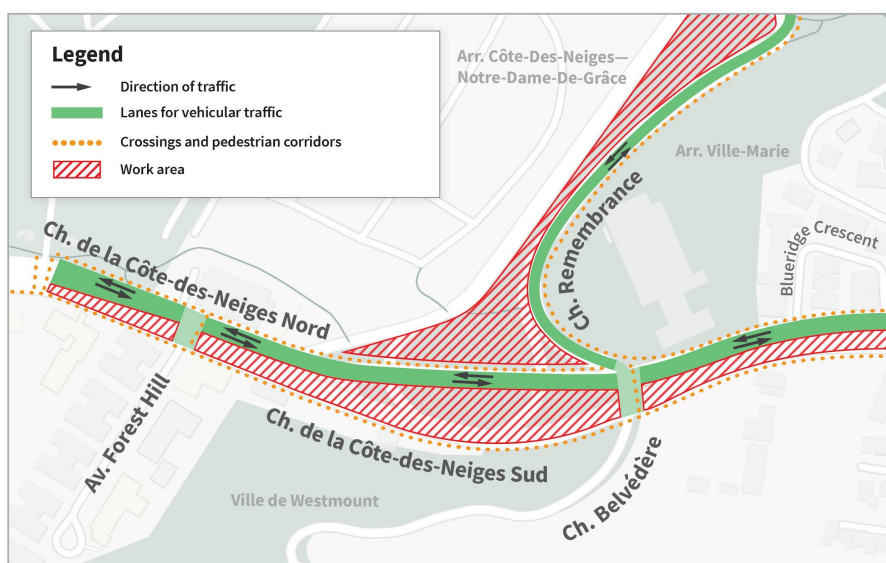 Legend
Direction of traffic
Lanes for vehicular traffic
Crossings and pedestrian corridors
Work area
Arr. Côte-Des-Neiges—
Notre-Dame-De-Grâce
Arr. Ville-Marie
Ch. Remembrance
Blueridge Crescent
Ch. de la Côte-des-Neiges Nord
Av. Forest Hill
Ch. de la Côte-des-Neiges Sud
Ch. Belvédère
Ville de Westmount